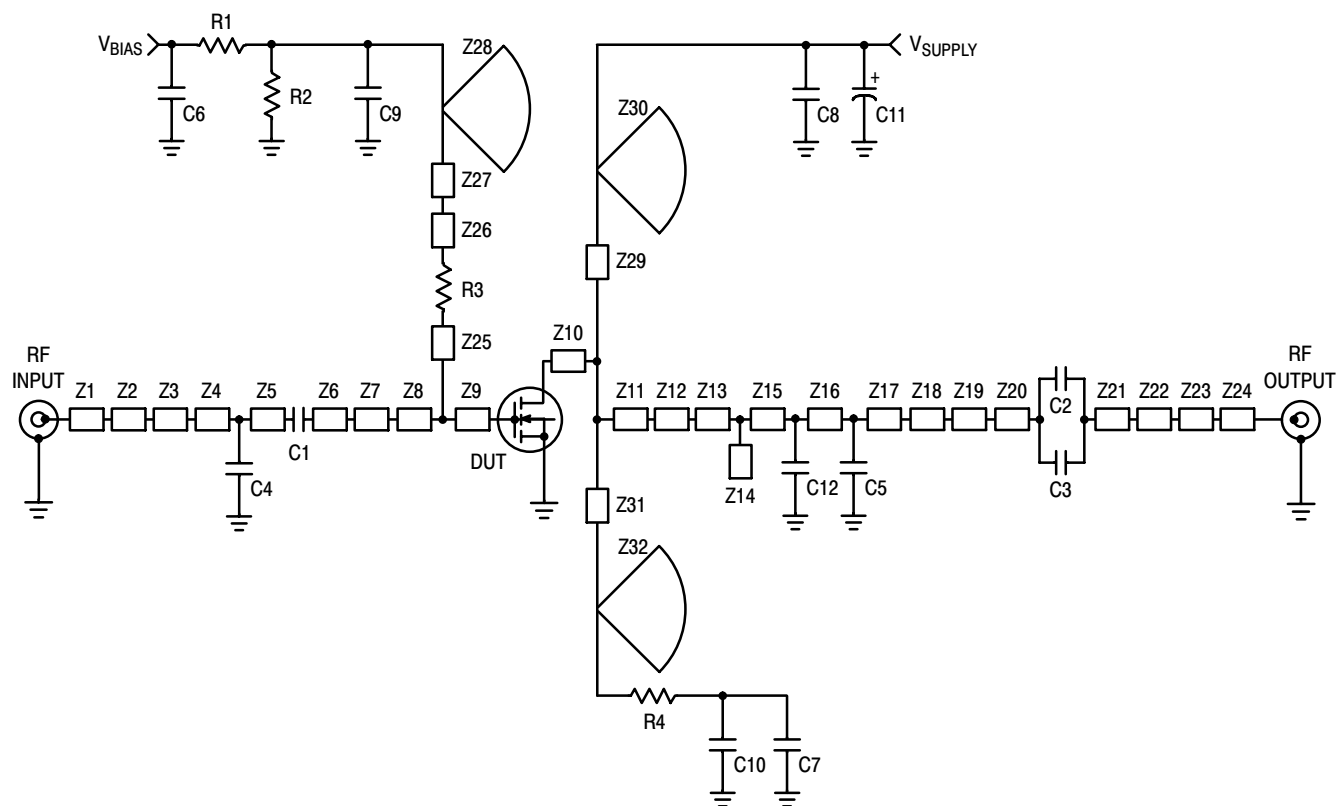 V_BIAS
R1
C6
R2
C9
Z28
Z27
Z26
R3
Z25
V_SUPPLY
Z30
C8
+
C11
Z29
Z10
RF
INPUT
Z1
Z2
Z3
Z4
Z5
Z6
Z7
Z8
Z9
C1
C4
DUT
Z11
Z12
Z13
Z15
Z16
Z17
Z18
Z19
Z20
C2
C3
Z21
Z22
Z23
Z24
RF
OUTPUT
Z14
C12
C5
Z31
Z32
R4
C10
C7